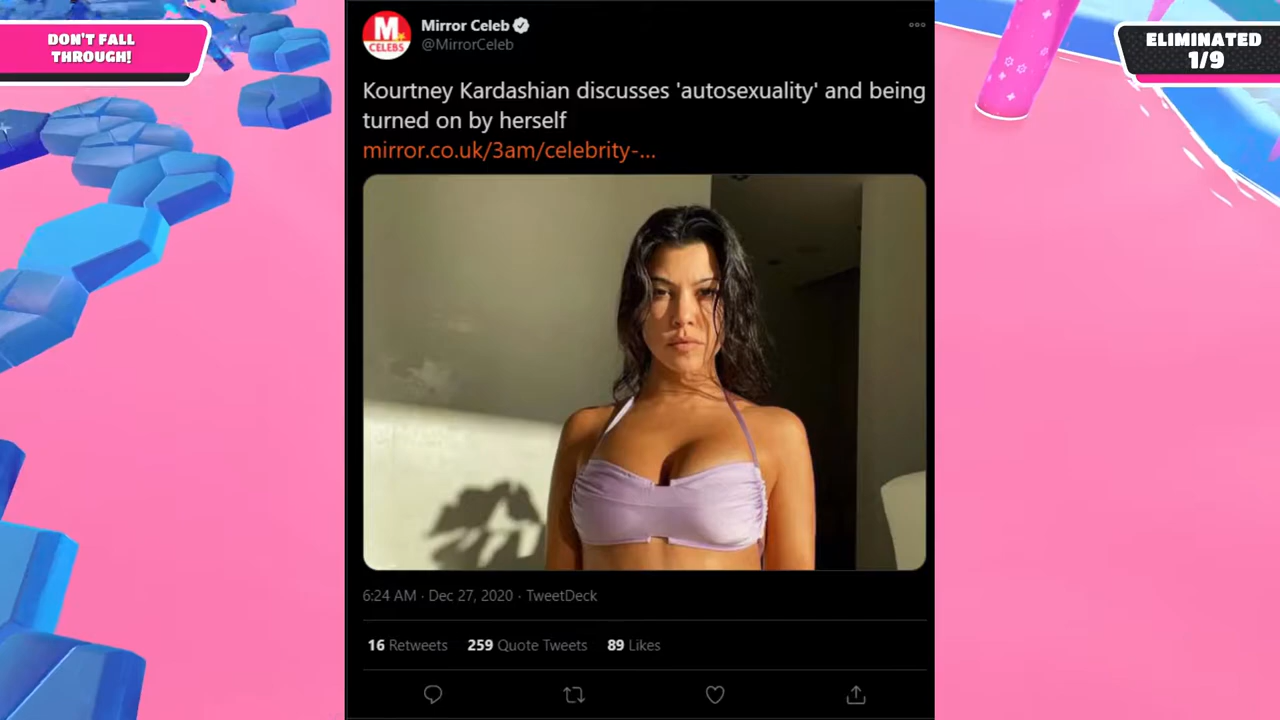 DON'T FALL
THROUGH!
M
CELEBS
Mirror Celeb
@MirrorCeleb
ELIMINATED
1/9
Kourtney Kardashian discusses 'autosexuality' and being
turned on by herself
mirror.co.uk/3am/celebrity-...
6:24 AM · Dec 27, 2020 · TweetDeck
16 Retweets 259 Quote Tweets 89 Likes